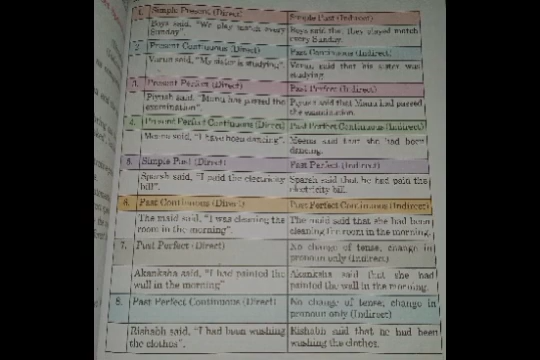 1. Simple Present (Direct) Simple Past (Indirect)
Boys said, "We play match every Boys said that they played match
Sunday". every Sunday.
2. Present Continuous (Direct) Past Continuous (Indirect)
Varun said, "My sister is studying". Varun said that his sister was
studying.
3. Present Perfect (Direct) Past Perfect (Indirect)
Piyush said, "Manu has passed the Piyush said that Manu had passed
examination". the examination.
4. Present Perfect Continuous (Direct) Past Perfect Continuous (Indirect)
Meena said, "I have been dancing". Meena said that she had been
dancing.
5. Simple Past (Direct) Past Perfect (Indirect)
Sparsh said, "I paid the electricity Sparsh said that he had paid the
bill". electricity bill.
6. Past Continuous (Direct) Past Perfect Continuous (Indirect)
The maid said, "I was cleaning the The maid said that she had been
room in the morning". cleaning the room in the morning.
7. Past Perfect (Direct) No change of tense, change in
pronoun only (Indirect)
Akanksha said, "I had painted the Akanksha said that she had
wall in the morning" painted the wall in the morning.
8. Past Perfect Continuous (Direct) No change of tense, change in
pronoun only (Indirect)
Rishabh said, "I had been washing Rishabh said that he had been
the clothes". washing the clothes.